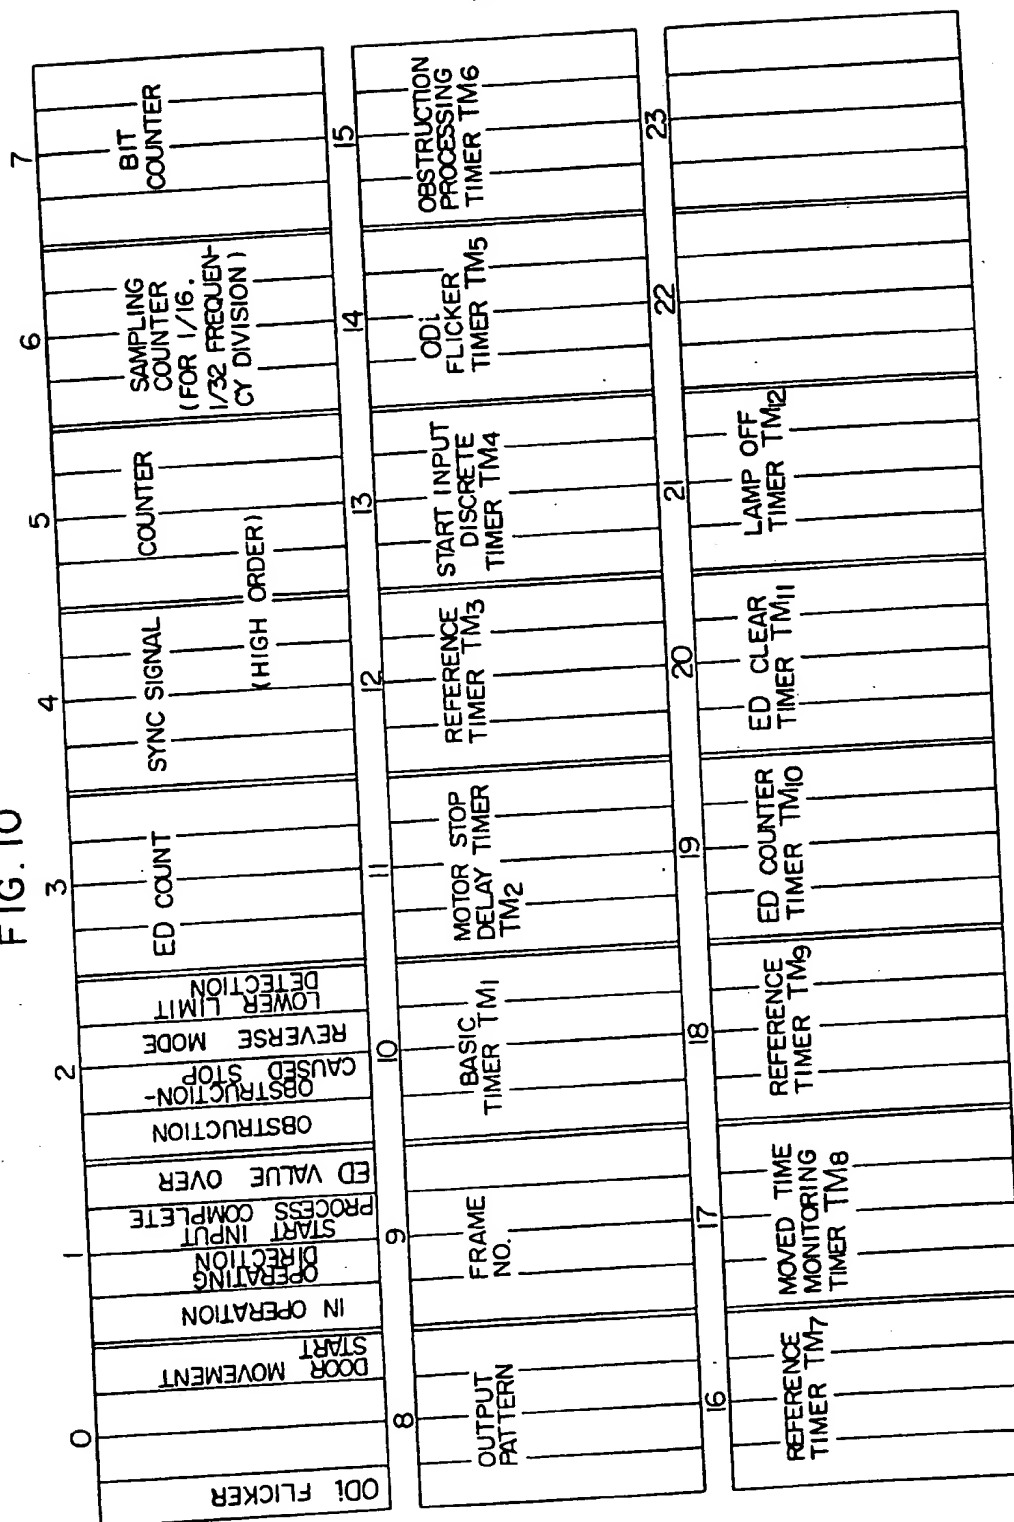 FIG. 10
0
1
2
3
4
5
6
7
ODi FLICKER
DOOR MOVEMENT
START
IN OPERATION
OPERATING
DIRECTION
START INPUT
PROCESS COMPLETE
ED VALUE OVER
OBSTRUCTION
OBSTRUCTION-
CAUSED STOP
REVERSE MODE
LOWER LIMIT
DETECTION
ED COUNT
SYNC SIGNAL
COUNTER
(HIGH ORDER)
SAMPLING
COUNTER
(FOR 1/16.
1/32 FREQUEN-
CY DIVISION)
BIT
COUNTER
8
9
10
11
12
13
14
15
OUTPUT
PATTERN
FRAME
NO.
BASIC
TIMER TM1
MOTOR STOP
DELAY TIMER
TM2
REFERENCE
TIMER TM3
START INPUT
DISCRETE
TIMER TM4
ODi
FLICKER
TIMER TM5
OBSTRUCTION
PROCESSING
TIMER TM6
16
17
18
19
20
21
22
23
REFERENCE
TIMER TM7
MOVED TIME
MONITORING
TIMER TM8
REFERENCE
TIMER TM9
ED COUNTER
TIMER TM10
ED CLEAR
TIMER TM11
LAMP OFF
TIMER TM12